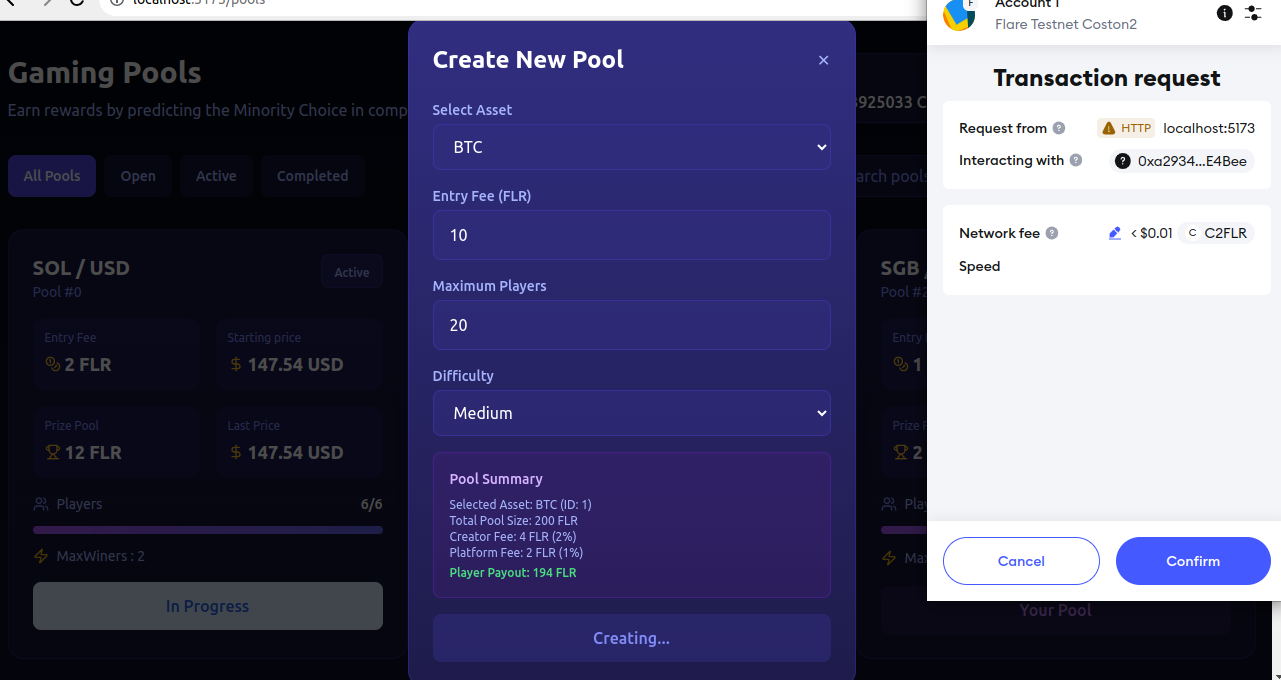 localhost:5173/pools
Gaming Pools
Earn rewards by predicting the Minority Choice in comp
3925033 C
All Pools
Open
Active
Completed
arch pools
SOL / USD
Active
Pool #0
Entry Fee
2 FLR
Starting price
$ 147.54 USD
Prize Pool
12 FLR
Last Price
$ 147.54 USD
Players
6/6
MaxWiners : 2
In Progress
Create New Pool
×
Select Asset
BTC
Entry Fee (FLR)
10
Maximum Players
20
Difficulty
Medium
Pool Summary
Selected Asset: BTC (ID: 1)
Total Pool Size: 200 FLR
Creator Fee: 4 FLR (2%)
Platform Fee: 2 FLR (1%)
Player Payout: 194 FLR
Creating...
SGB /
Pool #2
Entry
1
Prize P
2
Play
Ma
Your Pool
F
Account 1
Flare Testnet Coston2
Transaction request
Request from ?
HTTP localhost:5173
Interacting with ?
? 0xa2934...E4Bee
Network fee ?
< $0.01 C C2FLR
Speed
Cancel
Confirm